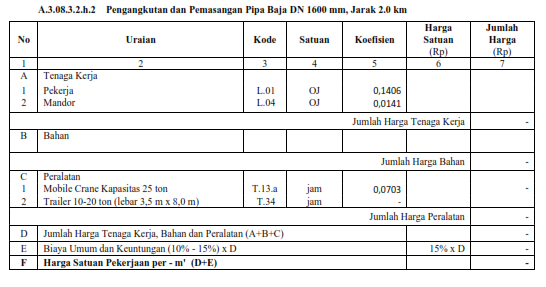 A.3.08.3.2.h.2 Pengangkutan dan Pemasangan Pipa Baja DN 1600 mm, Jarak 2.0 km
No Uraian Kode Satuan Koefisien Harga Satuan (Rp) Jumlah Harga (Rp)
1 2 3 4 5 6 7
A Tenaga Kerja
1 Pekerja L.01 OJ 0,1406
2 Mandor L.04 OJ 0,0141
Jumlah Harga Tenaga Kerja -
B Bahan
Jumlah Harga Bahan -
C Peralatan
1 Mobile Crane Kapasitas 25 ton T.13.a jam 0,0703 -
2 Trailer 10-20 ton (lebar 3,5 m x 8,0 m) T.34 jam - -
Jumlah Harga Peralatan -
D Jumlah Harga Tenaga Kerja, Bahan dan Peralatan (A+B+C) -
E Biaya Umum dan Keuntungan (10% - 15%) x D 15% x D -
F Harga Satuan Pekerjaan per - m' (D+E) -